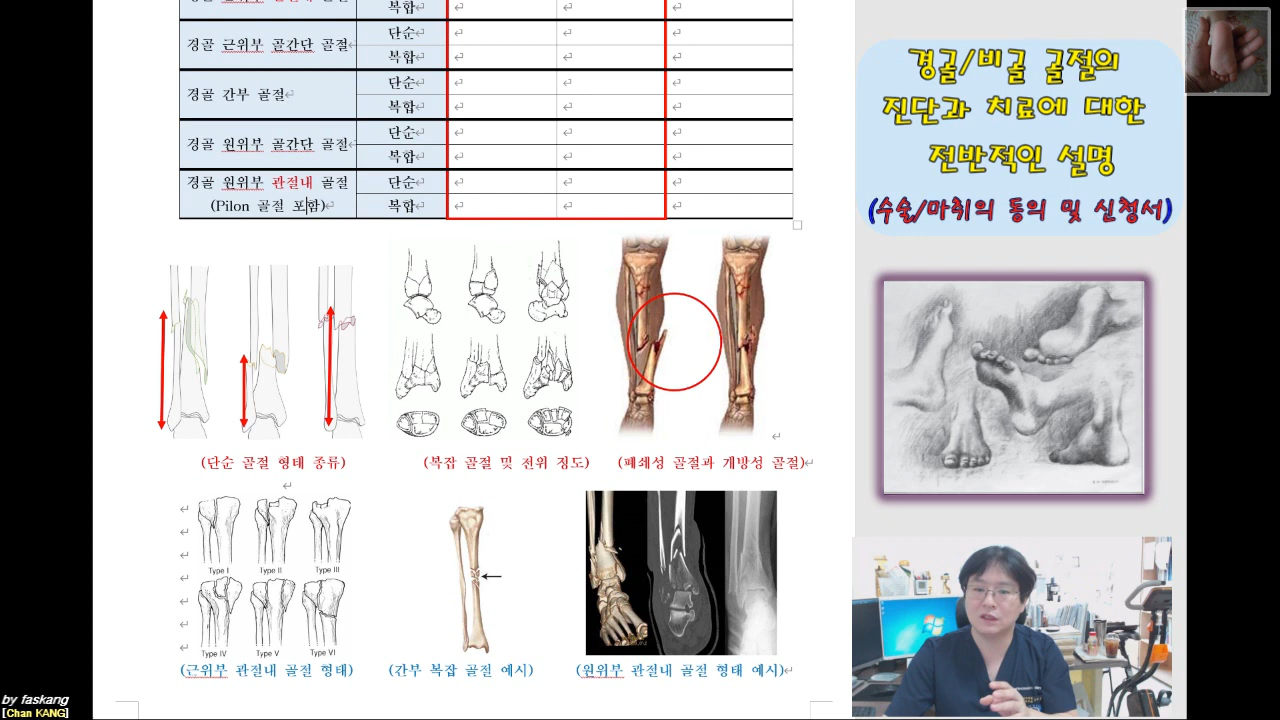 복합
경골 근위부 골간단 골절
단순
복합
경골 간부 골절
단순
복합
경골 원위부 골간단 골절
단순
복합
경골 원위부 관절내 골절
(Pilon 골절 포함)
단순
복합
(단순 골절 형태 종류)
(복잡 골절 및 전위 정도)
(폐쇄성 골절과 개방성 골절)
Type I
Type II
Type III
Type IV
Type V
Type VI
(근위부 관절내 골절 형태)
(간부 복잡 골절 예시)
(원위부 관절내 골절 형태 예시)
경골/비골 골절의
진단과 치료에 대한
전반적인 설명
(수술/마취의 동의 및 신청서)
by faskang
[Chan KANG]